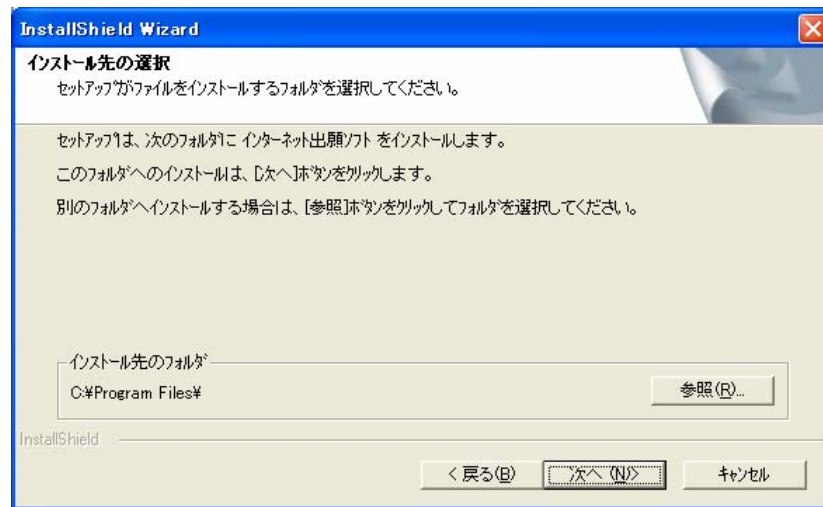 InstallShield Wizard
インストール先の選択
セットアップがファイルをインストールするフォルダを選択してください。
セットアップは、次のフォルダに インターネット出願ソフト をインストールします。
このフォルダへのインストールは、[次へ]ボタンをクリックします。
別のフォルダへインストールする場合は、[参照]ボタンをクリックしてフォルダを選択してください。
インストール先のフォルダ
C:¥Program Files¥
参照(R)...
InstallShield
< 戻る(B)
次へ (N)>
キャンセル